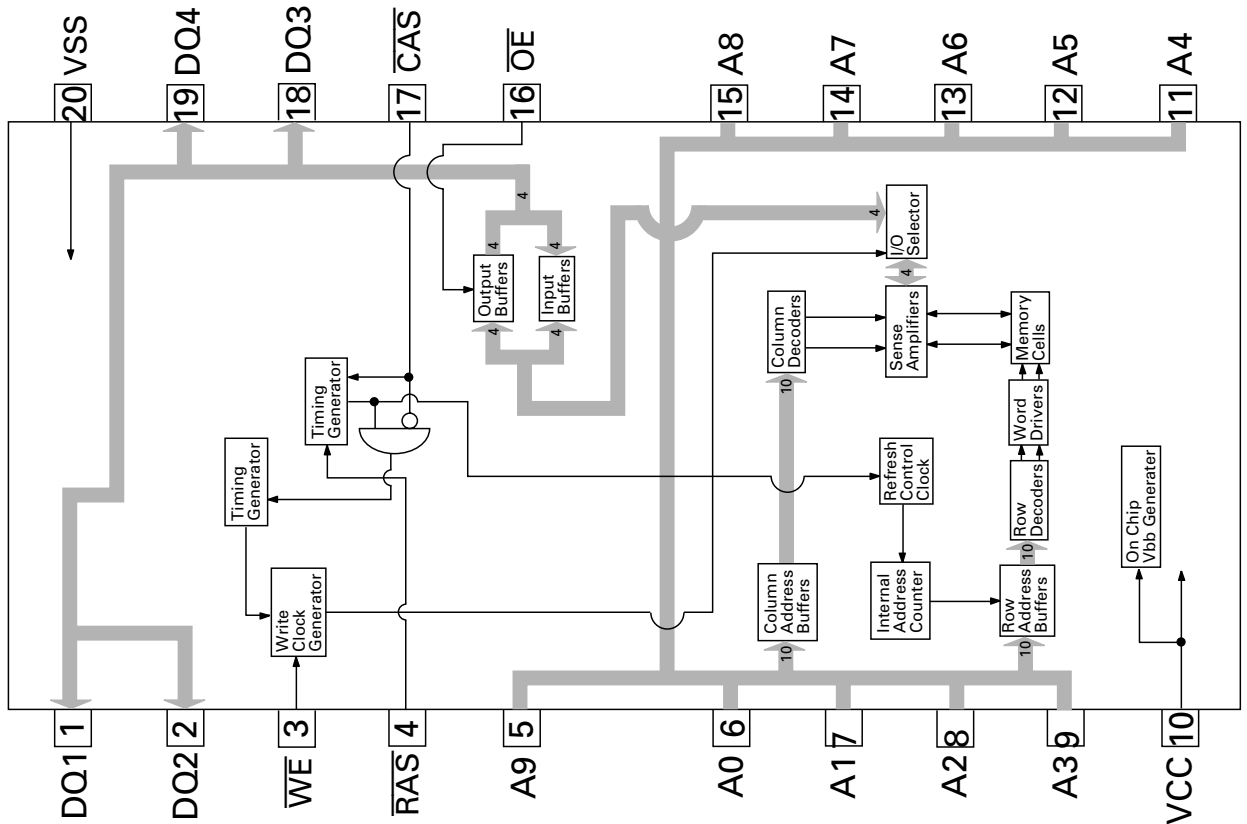 20 VSS
19 DQ4
18 DQ3
17 CAS
16 OE
15 A8
14 A7
13 A6
12 A5
11 A4
4
4
4
Output
Buffers
Input
Buffers
4
4
4
I/O
Selector
4
Sense
Amplifiers
Column
Decoders
10
Memory
Cells
Word
Drivers
Row
Decoders
10
Timing
Generator
Timing
Generator
Refresh
Control
Clock
On Chip
Vbb Generater
Write
Clock
Generator
Column
Address
Buffers
10
Internal
Address
Counter
Row
Address
Buffers
10
DQ1 1
DQ2 2
WE 3
RAS 4
A9 5
A0 6
A1 7
A2 8
A3 9
VCC 10